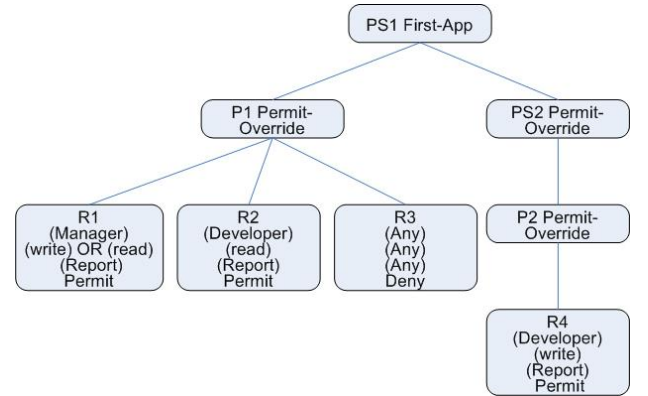 PS1 First-App
P1 Permit-
Override
PS2 Permit-
Override
R1
(Manager)
(write) OR (read)
(Report)
Permit
R2
(Developer)
(read)
(Report)
Permit
R3
(Any)
(Any)
(Any)
Deny
P2 Permit-
Override
R4
(Developer)
(write)
(Report)
Permit